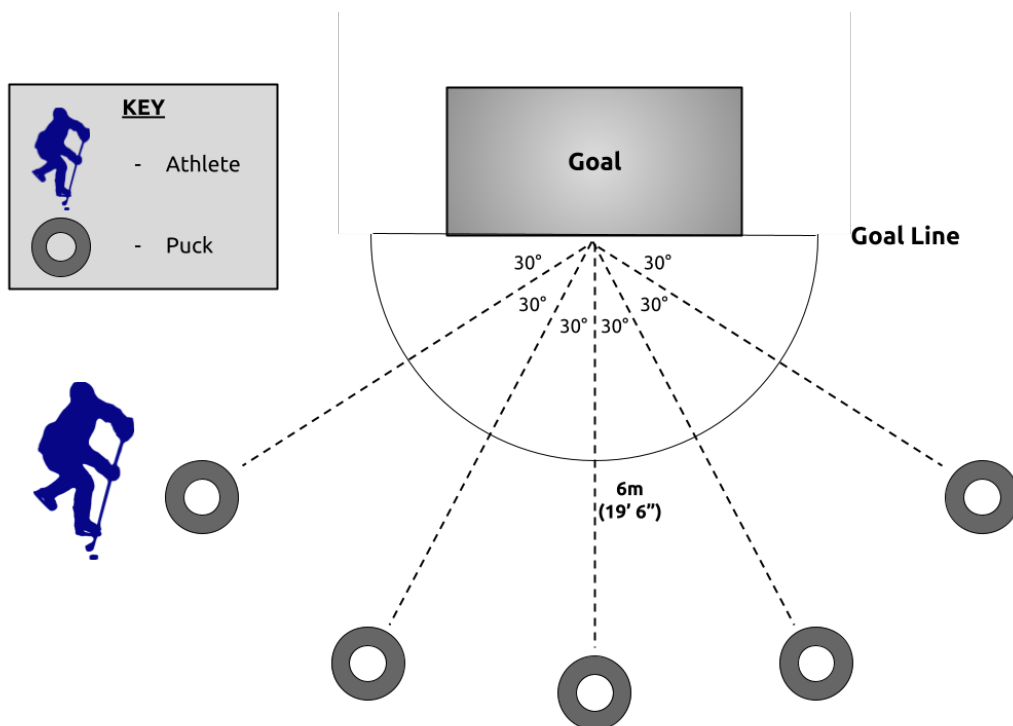 KEY
- Athlete
- Puck
Goal
Goal Line
30° 30°
30° 30°
30° 30°
6m
(19’ 6”)